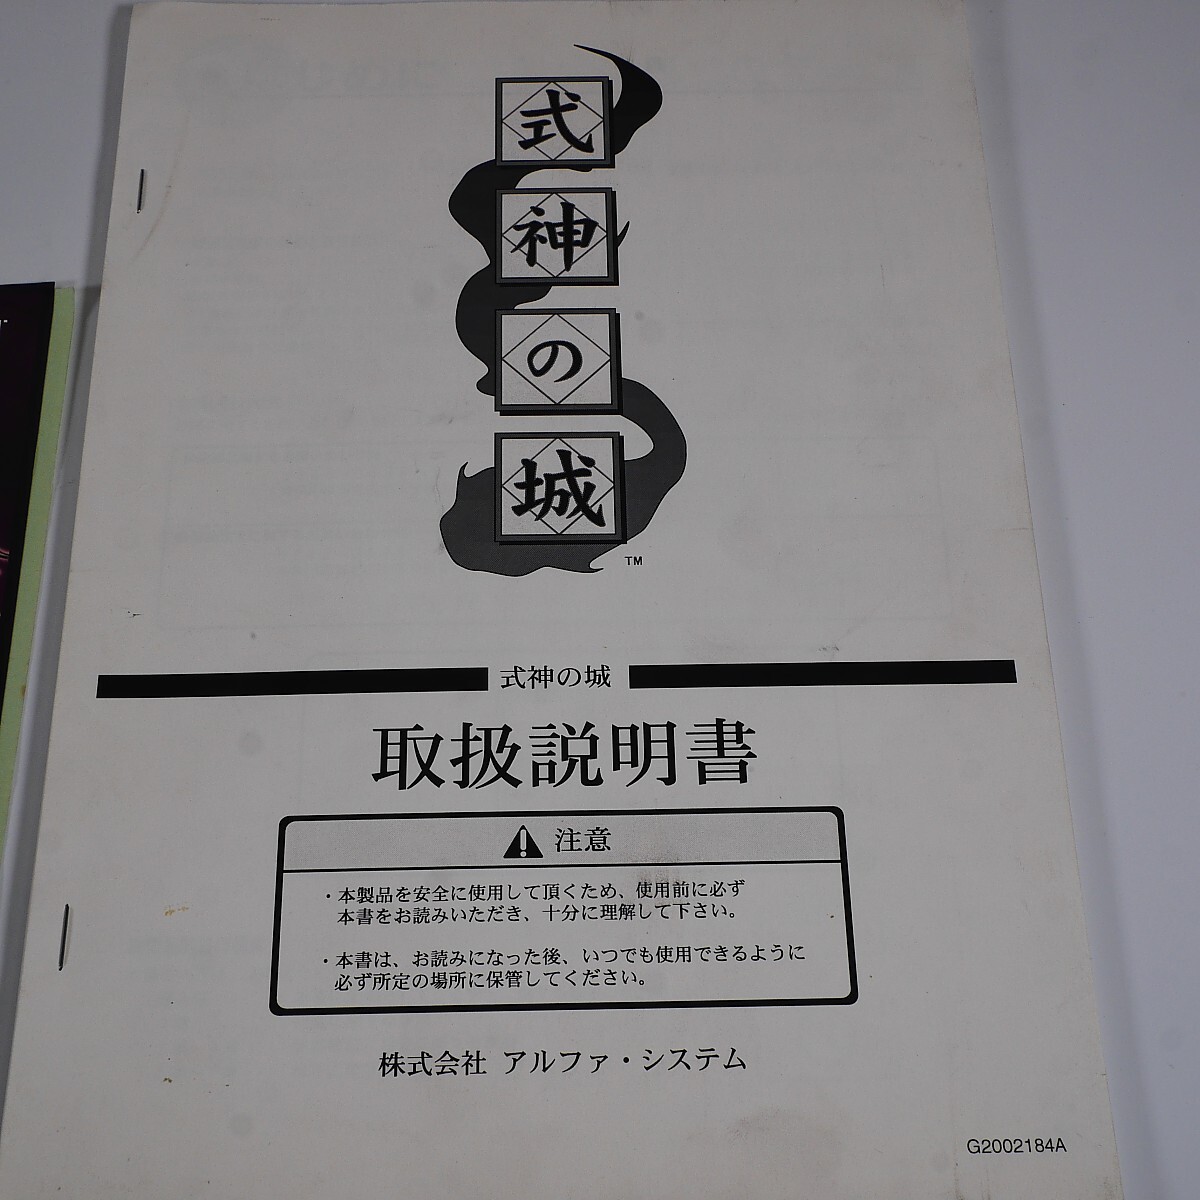 式
神
の
城
TM
式神の城
取扱説明書
注意
・本製品を安全に使用して頂くため、使用前に必ず
本書をお読みいただき、十分に理解して下さい。
・本書は、お読みになった後、いつでも使用できるように
必ず所定の場所に保管してください。
株式会社 アルファ・システム
G2002184A